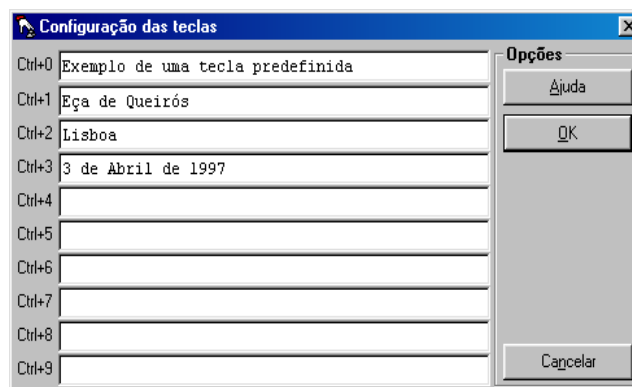 Configuração das teclas
Ctrl+0 Exemplo de uma tecla predefinida
Ctrl+1 Eça de Queirós
Ctrl+2 Lisboa
Ctrl+3 3 de Abril de 1997
Ctrl+4
Ctrl+5
Ctrl+6
Ctrl+7
Ctrl+8
Ctrl+9
Opções
Ajuda
OK
Cancelar